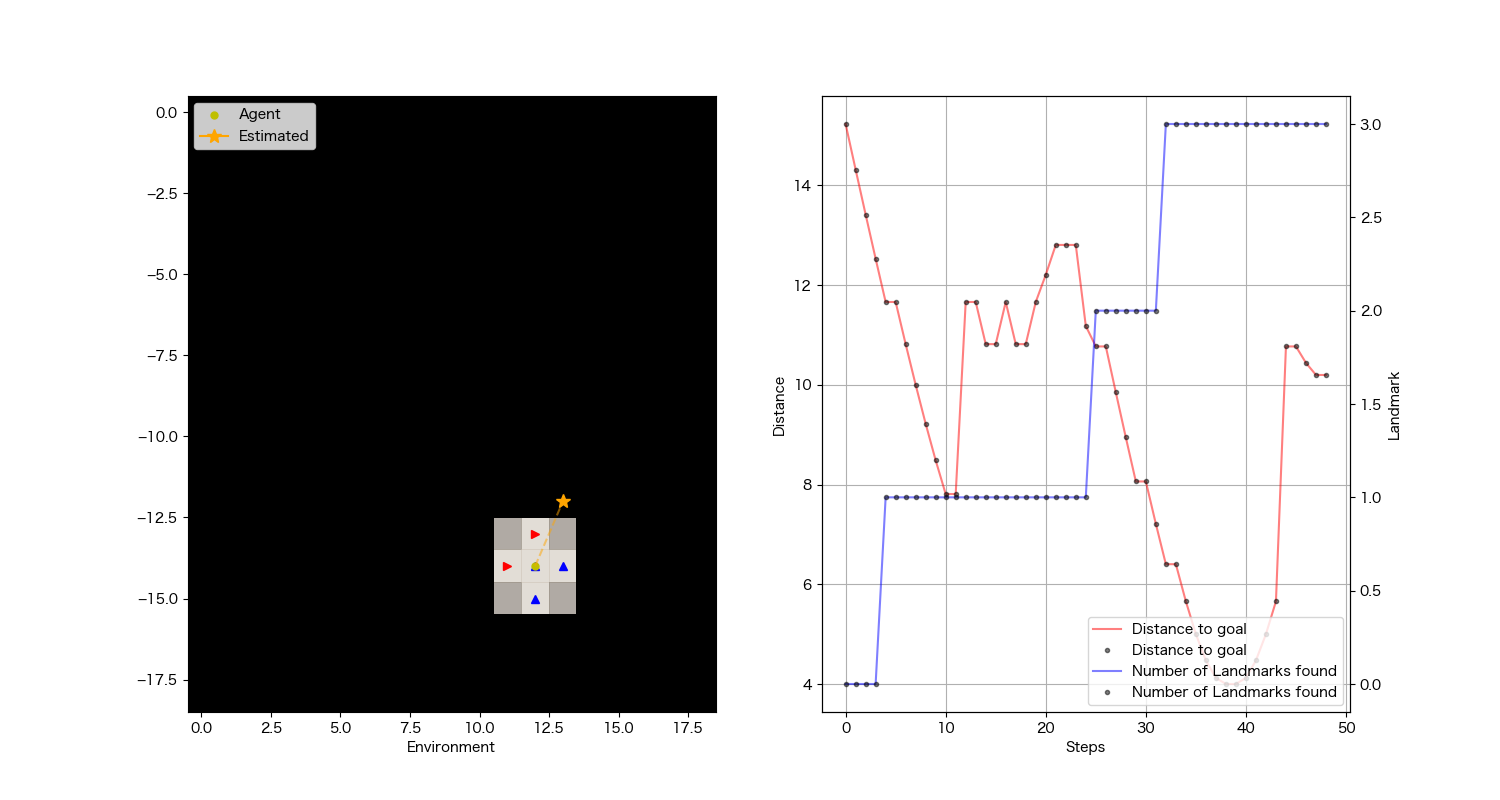 Agent
Estimated
0.0
−2.5
−5.0
−7.5
−10.0
−12.5
−15.0
−17.5
0.0 2.5 5.0 7.5 10.0 12.5 15.0 17.5
Environment
Distance
14
12
10
8
6
4
0 10 20 30 40 50
Steps
3.0
2.5
2.0
1.5
1.0
0.5
0.0
Landmark
Distance to goal
Distance to goal
Number of Landmarks found
Number of Landmarks found